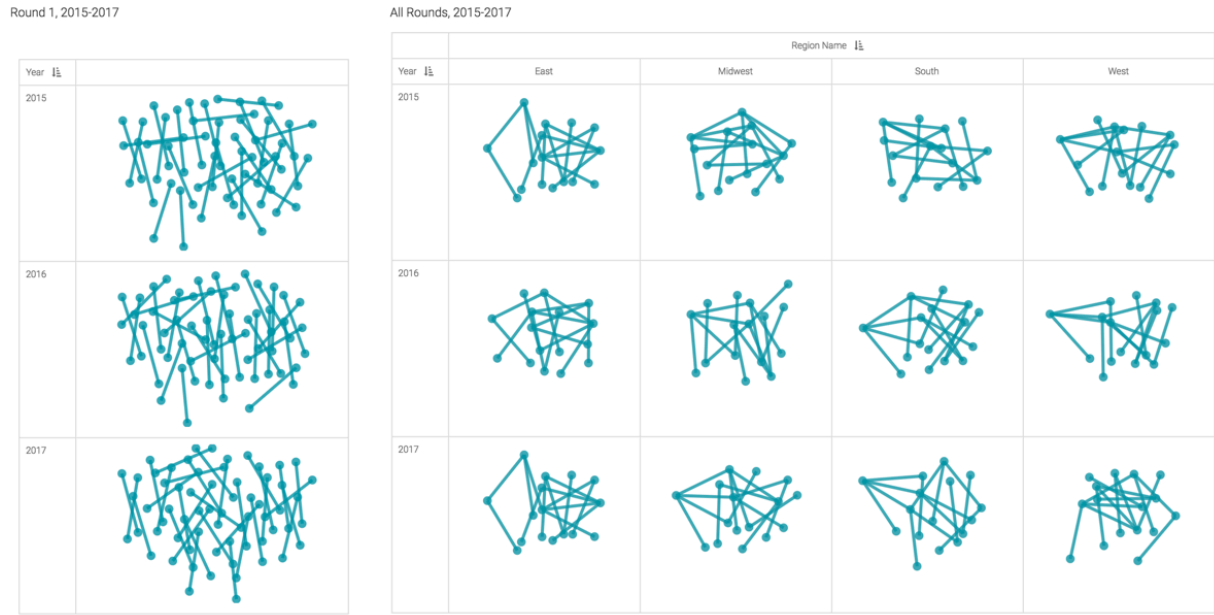 Round 1, 2015-2017
Year
2015
2016
2017
All Rounds, 2015-2017
Region Name
Year
East
Midwest
South
West
2015
2016
2017